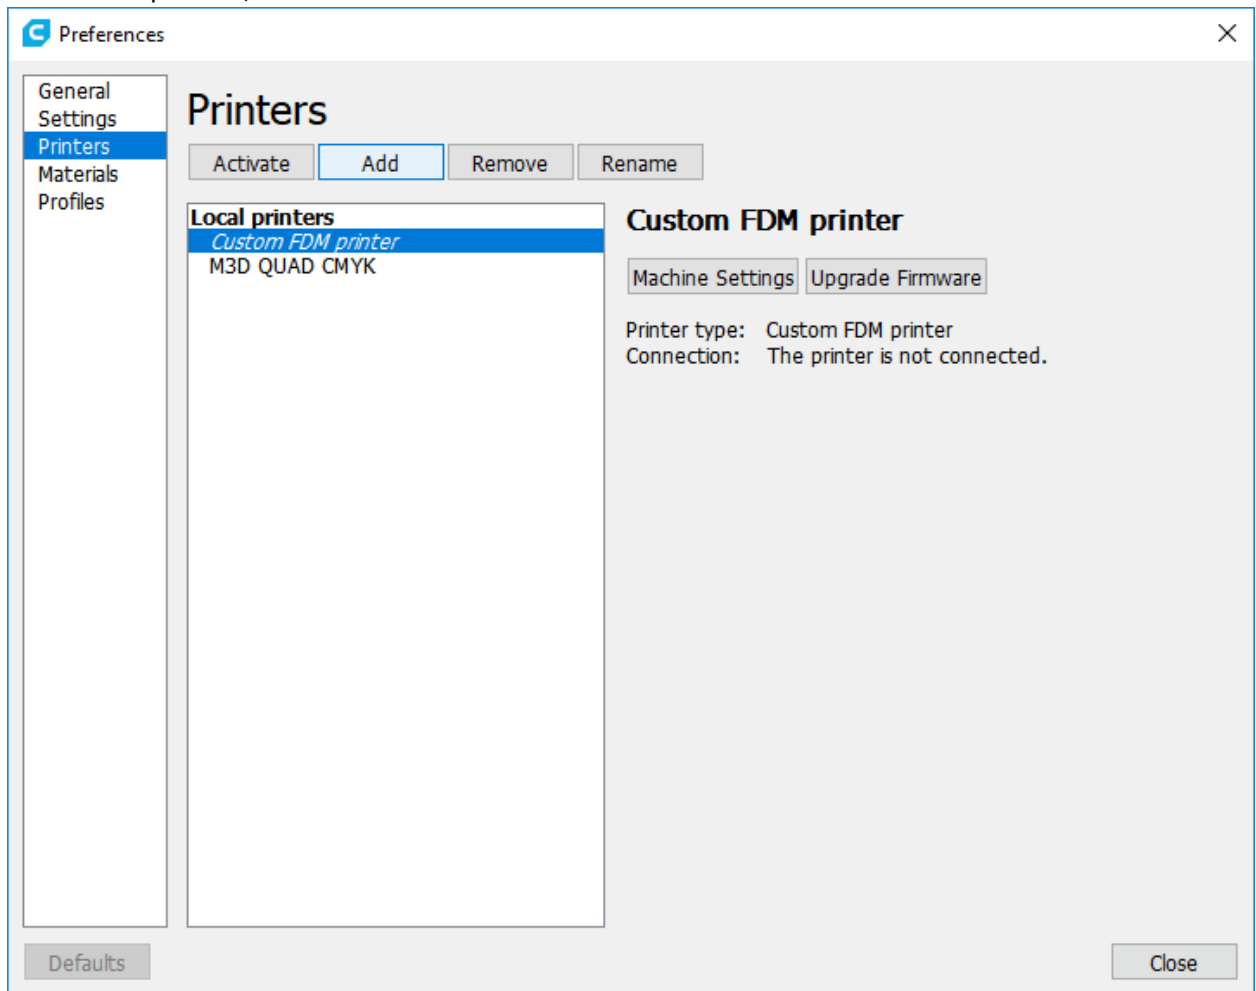 Preferences
General
Settings
Printers
Materials
Profiles
Printers
Activate Add Remove Rename
Local printers
Custom FDM printer
M3D QUAD CMYK
Custom FDM printer
Machine Settings Upgrade Firmware
Printer type: Custom FDM printer
Connection: The printer is not connected.
Defaults Close